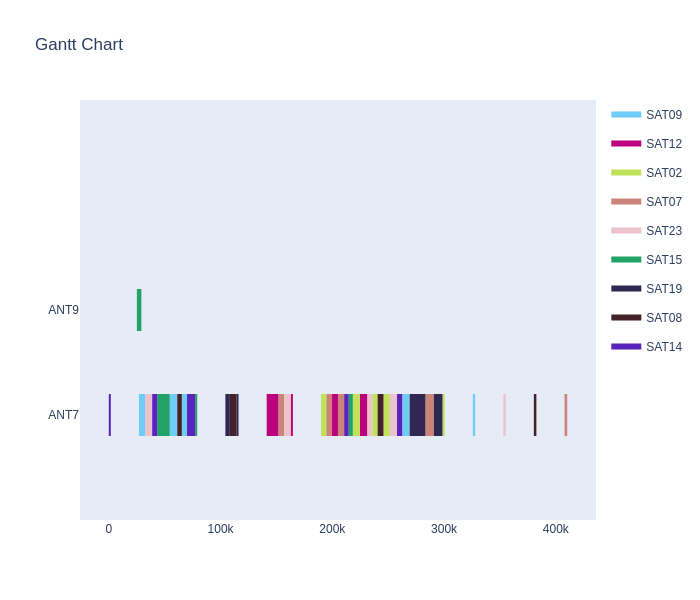 Gantt Chart
SAT09
SAT12
SAT02
SAT07
SAT23
SAT15
SAT19
SAT08
SAT14
ANT9
ANT7
0 100k 200k 300k 400k